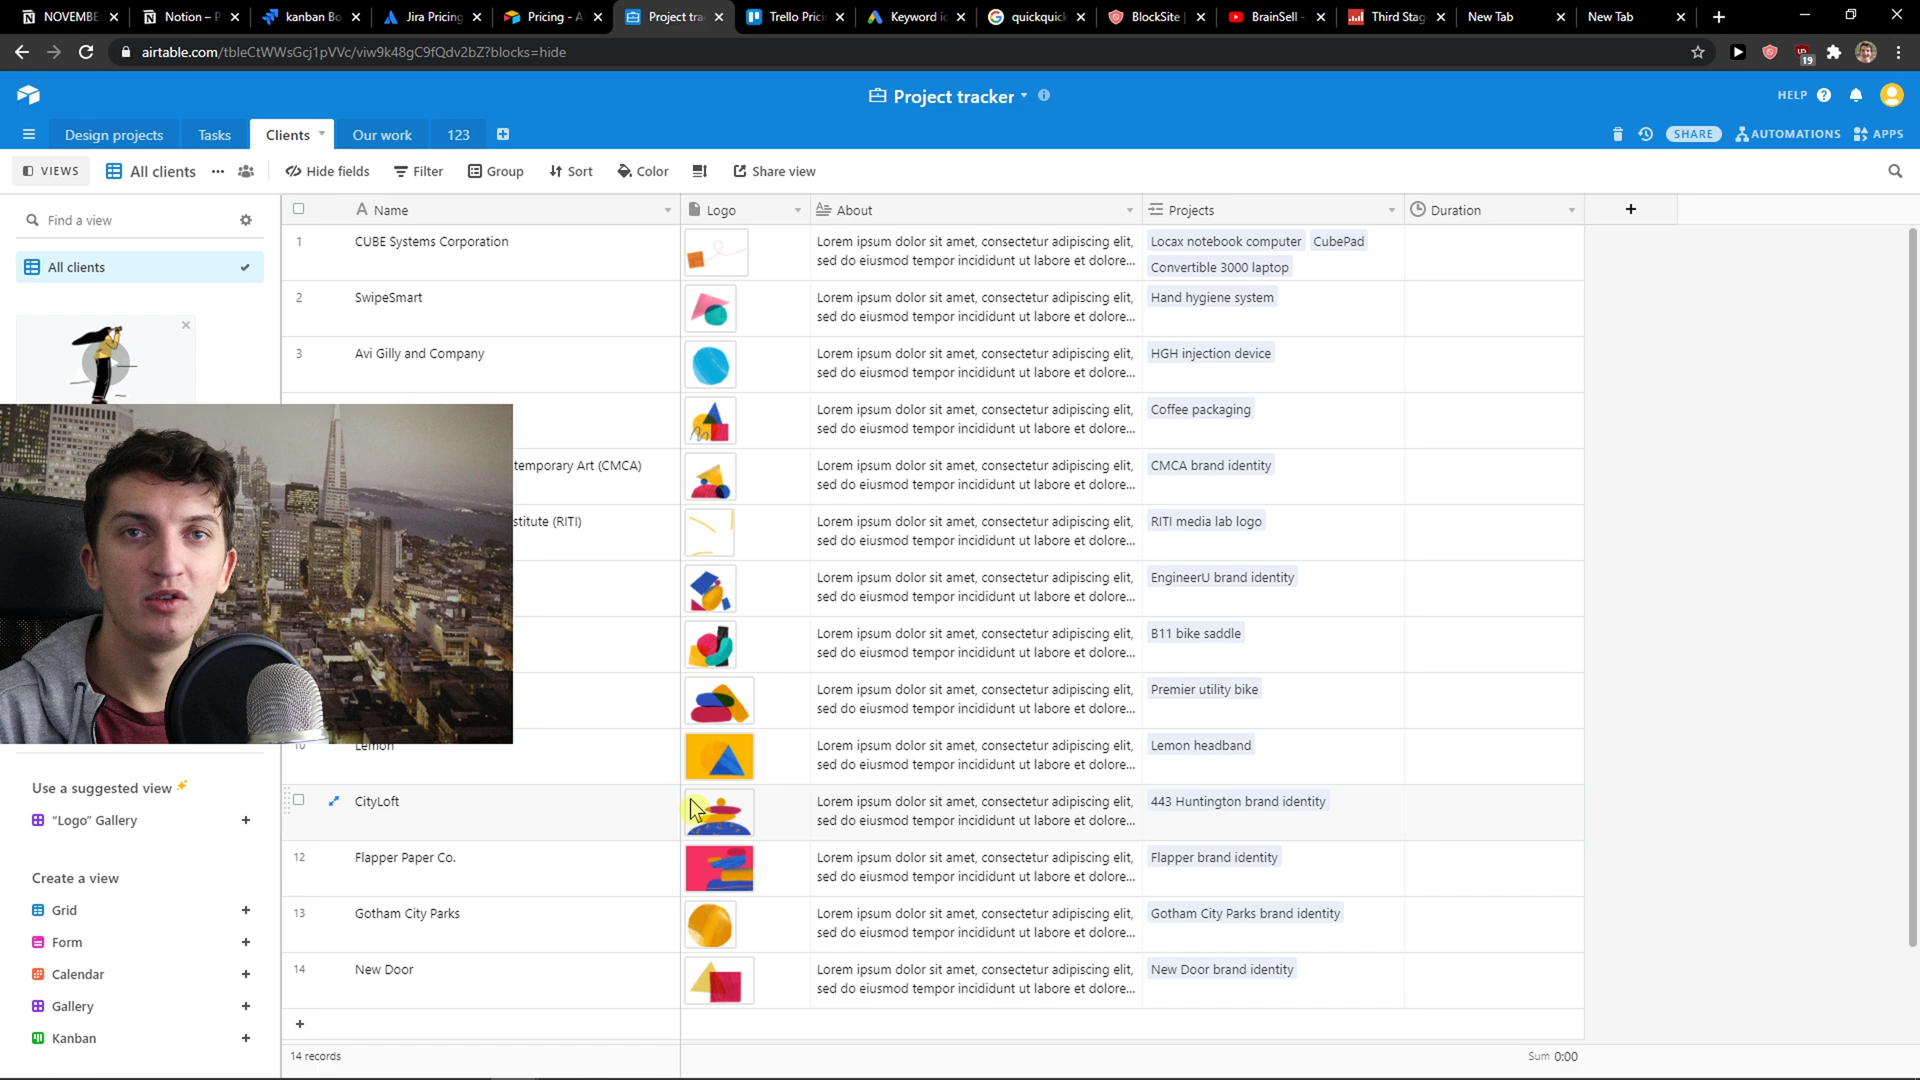 NOVEMBE
Notion – P
kanban Bo
Jira Pricing
Pricing - A
Project tra
Trello Pric
Keyword ic
quickquick
BlockSite |
BrainSell -
Third Stag
New Tab
New Tab
airtable.com/tbleCtWWsGcj1pVVc/viw9k48gC9fQdv2bZ?blocks=hide
19
Project tracker
HELP
Design projects
Tasks
Clients
Our work
123
SHARE
AUTOMATIONS
APPS
VIEWS
All clients
Hide fields
Filter
Group
Sort
Color
Share view
Find a view
All clients
Use a suggested view
“Logo” Gallery
Create a view
Grid
Form
Calendar
Gallery
Kanban
Name
Logo
About
Projects
Duration
1
CUBE Systems Corporation
Lorem ipsum dolor sit amet, consectetur adipiscing elit,
sed do eiusmod tempor incididunt ut labore et dolore...
Locax notebook computer
CubePad
Convertible 3000 laptop
2
SwipeSmart
Lorem ipsum dolor sit amet, consectetur adipiscing elit,
sed do eiusmod tempor incididunt ut labore et dolore...
Hand hygiene system
3
Avi Gilly and Company
Lorem ipsum dolor sit amet, consectetur adipiscing elit,
sed do eiusmod tempor incididunt ut labore et dolore...
HGH injection device
Lorem ipsum dolor sit amet, consectetur adipiscing elit,
sed do eiusmod tempor incididunt ut labore et dolore...
Coffee packaging
temporary Art (CMCA)
Lorem ipsum dolor sit amet, consectetur adipiscing elit,
sed do eiusmod tempor incididunt ut labore et dolore...
CMCA brand identity
stitute (RITI)
Lorem ipsum dolor sit amet, consectetur adipiscing elit,
sed do eiusmod tempor incididunt ut labore et dolore...
RITI media lab logo
Lorem ipsum dolor sit amet, consectetur adipiscing elit,
sed do eiusmod tempor incididunt ut labore et dolore...
EngineerU brand identity
Lorem ipsum dolor sit amet, consectetur adipiscing elit,
sed do eiusmod tempor incididunt ut labore et dolore...
B11 bike saddle
Lorem ipsum dolor sit amet, consectetur adipiscing elit,
sed do eiusmod tempor incididunt ut labore et dolore...
Premier utility bike
10
Lemon
Lorem ipsum dolor sit amet, consectetur adipiscing elit,
sed do eiusmod tempor incididunt ut labore et dolore...
Lemon headband
CityLoft
Lorem ipsum dolor sit amet, consectetur adipiscing elit,
sed do eiusmod tempor incididunt ut labore et dolore...
443 Huntington brand identity
12
Flapper Paper Co.
Lorem ipsum dolor sit amet, consectetur adipiscing elit,
sed do eiusmod tempor incididunt ut labore et dolore...
Flapper brand identity
13
Gotham City Parks
Lorem ipsum dolor sit amet, consectetur adipiscing elit,
sed do eiusmod tempor incididunt ut labore et dolore...
Gotham City Parks brand identity
14
New Door
Lorem ipsum dolor sit amet, consectetur adipiscing elit,
sed do eiusmod tempor incididunt ut labore et dolore...
New Door brand identity
14 records
Sum 0:00